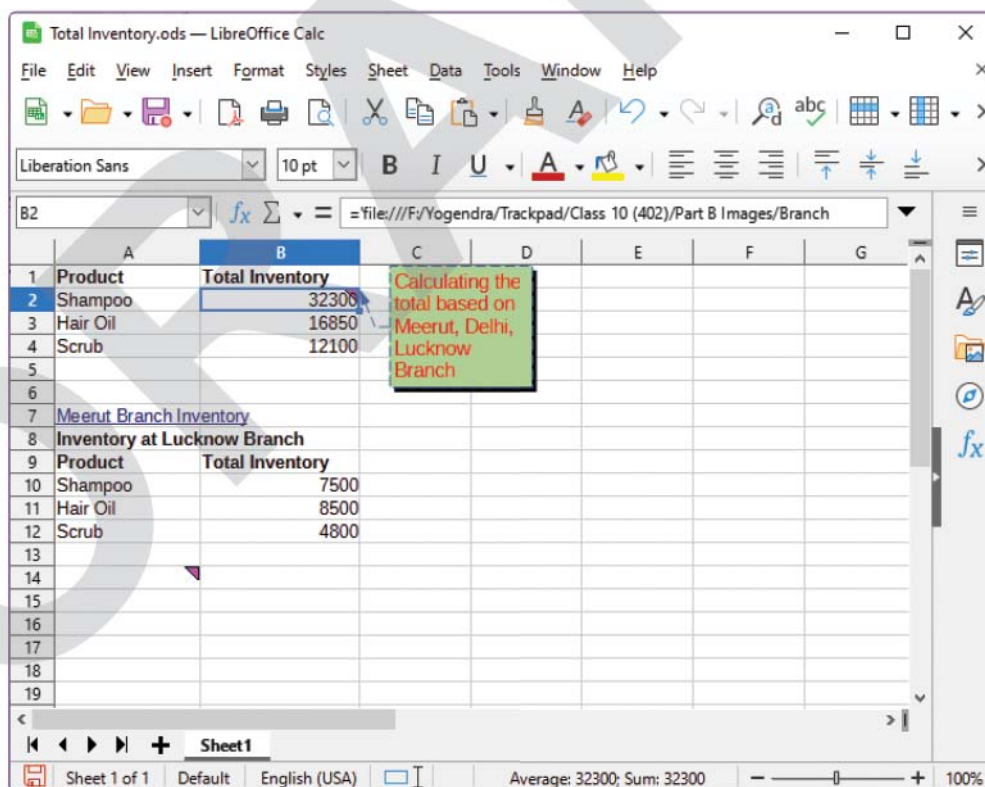 Total Inventory.ods — LibreOffice Calc
File Edit View Insert Format Styles Sheet Data Tools Window Help
Liberation Sans 10 pt B I U A
B2 fx Σ = ='file:///F:/Yogendra/Trackpad/Class 10 (402)/Part B Images/Branch
A B C D E F G
1 Product Total Inventory
2 Shampoo 32300
3 Hair Oil 16850
4 Scrub 12100
Calculating the
total based on
Meerut, Delhi,
Lucknow
Branch
5
6
7 Meerut Branch Inventory
8 Inventory at Lucknow Branch
9 Product Total Inventory
10 Shampoo 7500
11 Hair Oil 8500
12 Scrub 4800
13
14
15
16
17
18
19
Sheet1
Sheet 1 of 1 Default English (USA) Average: 32300; Sum: 32300 100%